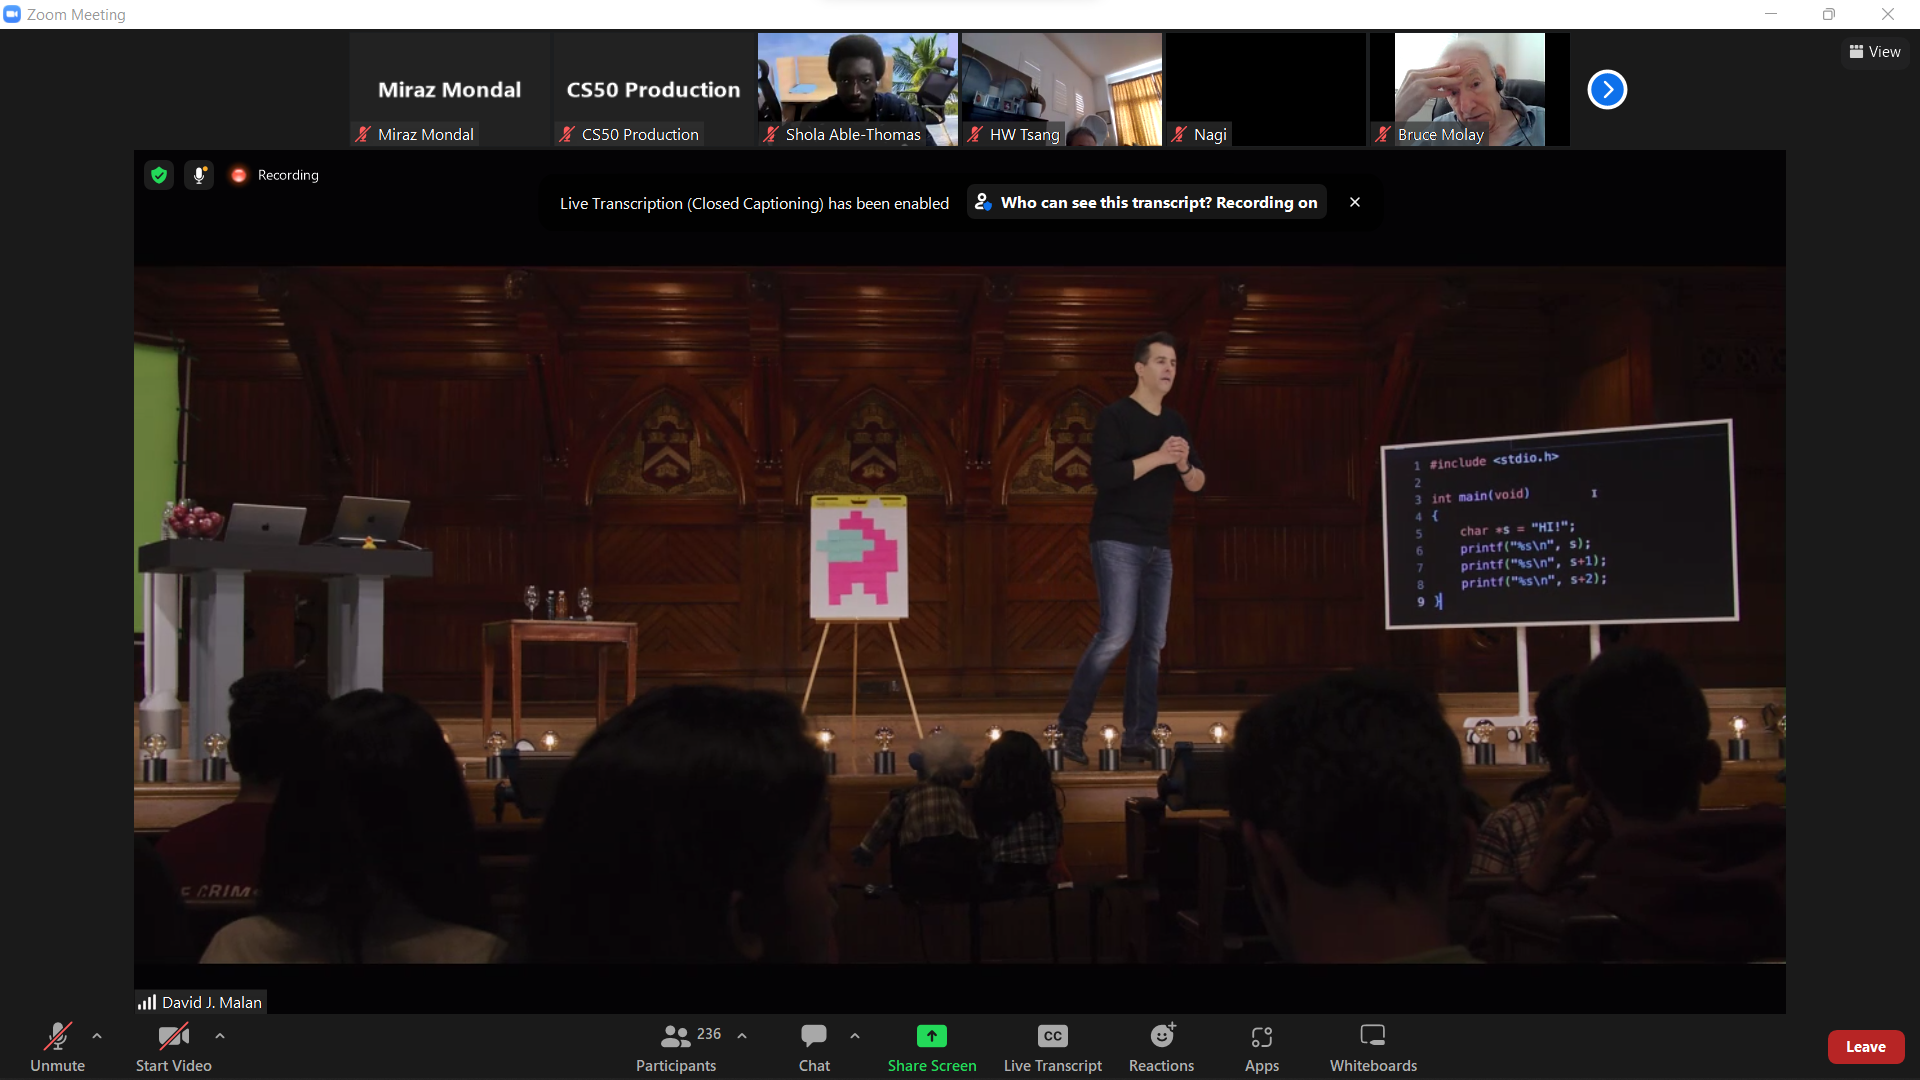 Zoom Meeting
View
Miraz Mondal
CS50 Production
Miraz Mondal
CS50 Production
Shola Able-Thomas
HW Tsang
Nagi
Bruce Molay
Recording
Live Transcription (Closed Captioning) has been enabled
Who can see this transcript? Recording on
1 #include <stdio.h>
2
3 int main(void)
4 {
5 char *s = "HI!";
6 printf("%s\n", s);
7 printf("%s\n", s+1);
8 printf("%s\n", s+2);
9 }
David J. Malan
Unmute
Start Video
236
Participants
Chat
Share Screen
CC
Live Transcript
Reactions
Apps
Whiteboards
Leave